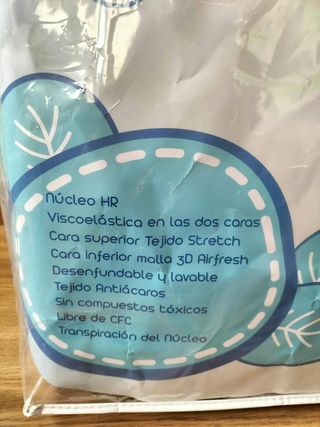 Núcleo HR
Viscoelástica en las dos caras
Cara superior Tejido Stretch
Cara inferior malla 3D Airfresh
Desenfundable y lavable
Tejido Antiácaros
Sin compuestos tóxicos
Libre de CFC
Transpiración del Núcleo